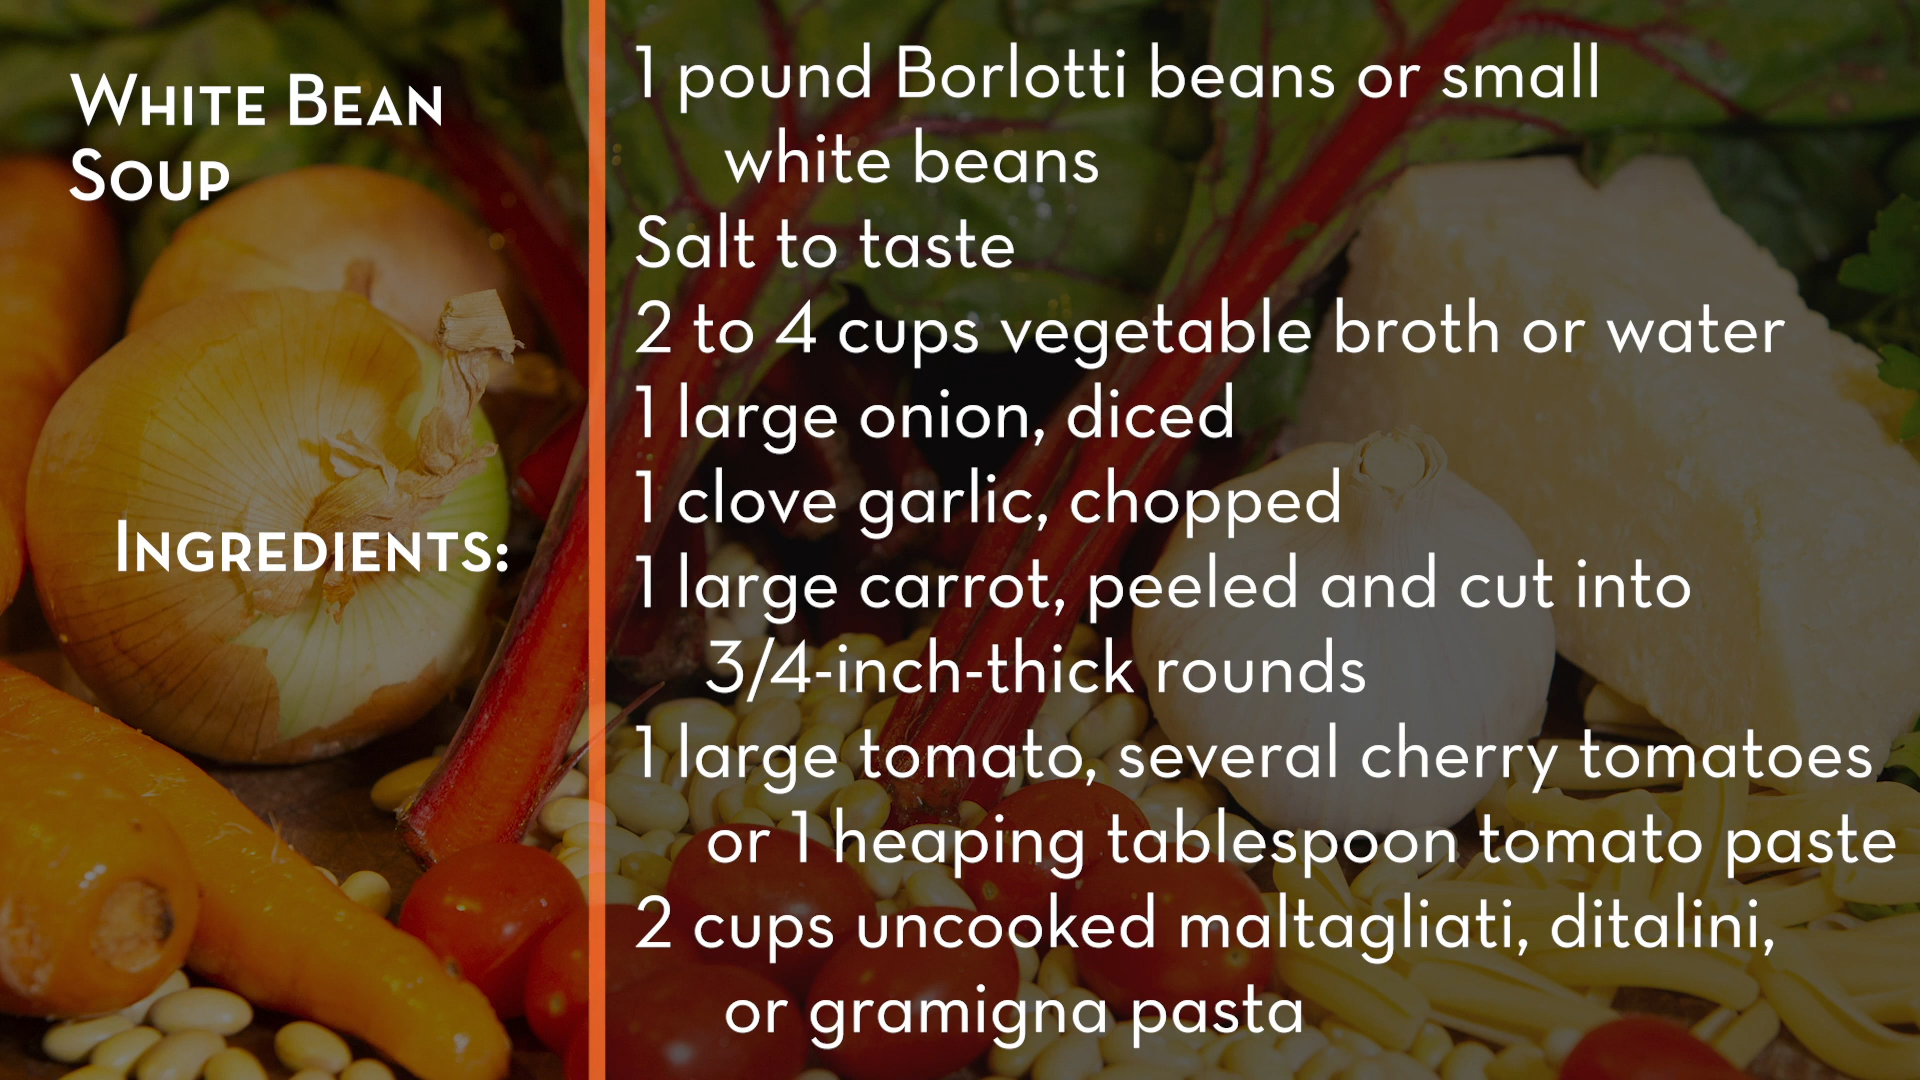 White Bean
Soup
Ingredients:
1 pound Borlotti beans or small
white beans
Salt to taste
2 to 4 cups vegetable broth or water
1 large onion, diced
1 clove garlic, chopped
1 large carrot, peeled and cut into
3/4-inch-thick rounds
1 large tomato, several cherry tomatoes
or 1 heaping tablespoon tomato paste
2 cups uncooked maltagliati, ditalini,
or gramigna pasta